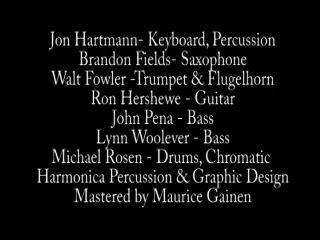 Jon Hartmann- Keyboard, Percussion
Brandon Fields- Saxophone
Walt Fowler -Trumpet & Flugelhorn
Ron Hershewe - Guitar
John Pena - Bass
Lynn Woolever - Bass
Michael Rosen - Drums, Chromatic
Harmonica Percussion & Graphic Design
Mastered by Maurice Gainen